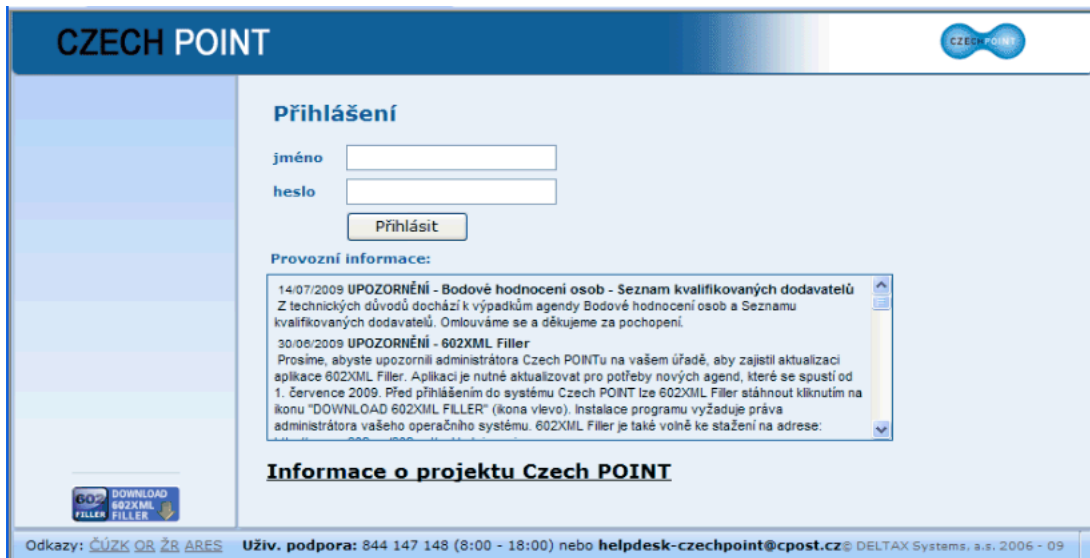 CZECH POINT
CZECH POINT
Přihlášení
jméno
heslo
Přihlásit
Provozní informace:
14/07/2009 UPOZORNĚNÍ - Bodové hodnocení osob - Seznam kvalifikovaných dodavatelů
Z technických důvodů dochází k výpadkům agendy Bodové hodnocení osob a Seznamu
kvalifikovaných dodavatelů. Omlouváme se a děkujeme za pochopení.
30/06/2009 UPOZORNĚNÍ - 602XML Filler
Prosíme, abyste upozornili administrátora Czech POINTu na vašem úřadě, aby zajistil aktualizaci
aplikace 602XML Filler. Aplikaci je nutné aktualizovat pro potřeby nových agend, které se spustí od
1. července 2009. Před přihlášením do systému Czech POINT lze 602XML Filler stáhnout kliknutím na
ikonu "DOWNLOAD 602XML FILLER" (ikona vlevo). Instalace programu vyžaduje práva
administrátora vašeho operačního systému. 602XML Filler je také volně ke stažení na adrese:
Informace o projektu Czech POINT
602 FILLER
DOWNLOAD
602XML
FILLER
Odkazy: ČÚZK OR ŽR ARES Uživ. podpora: 844 147 148 (8:00 - 18:00) nebo helpdesk-czechpoint@cpost.cz © DELTAX Systems, a.s. 2006 - 09